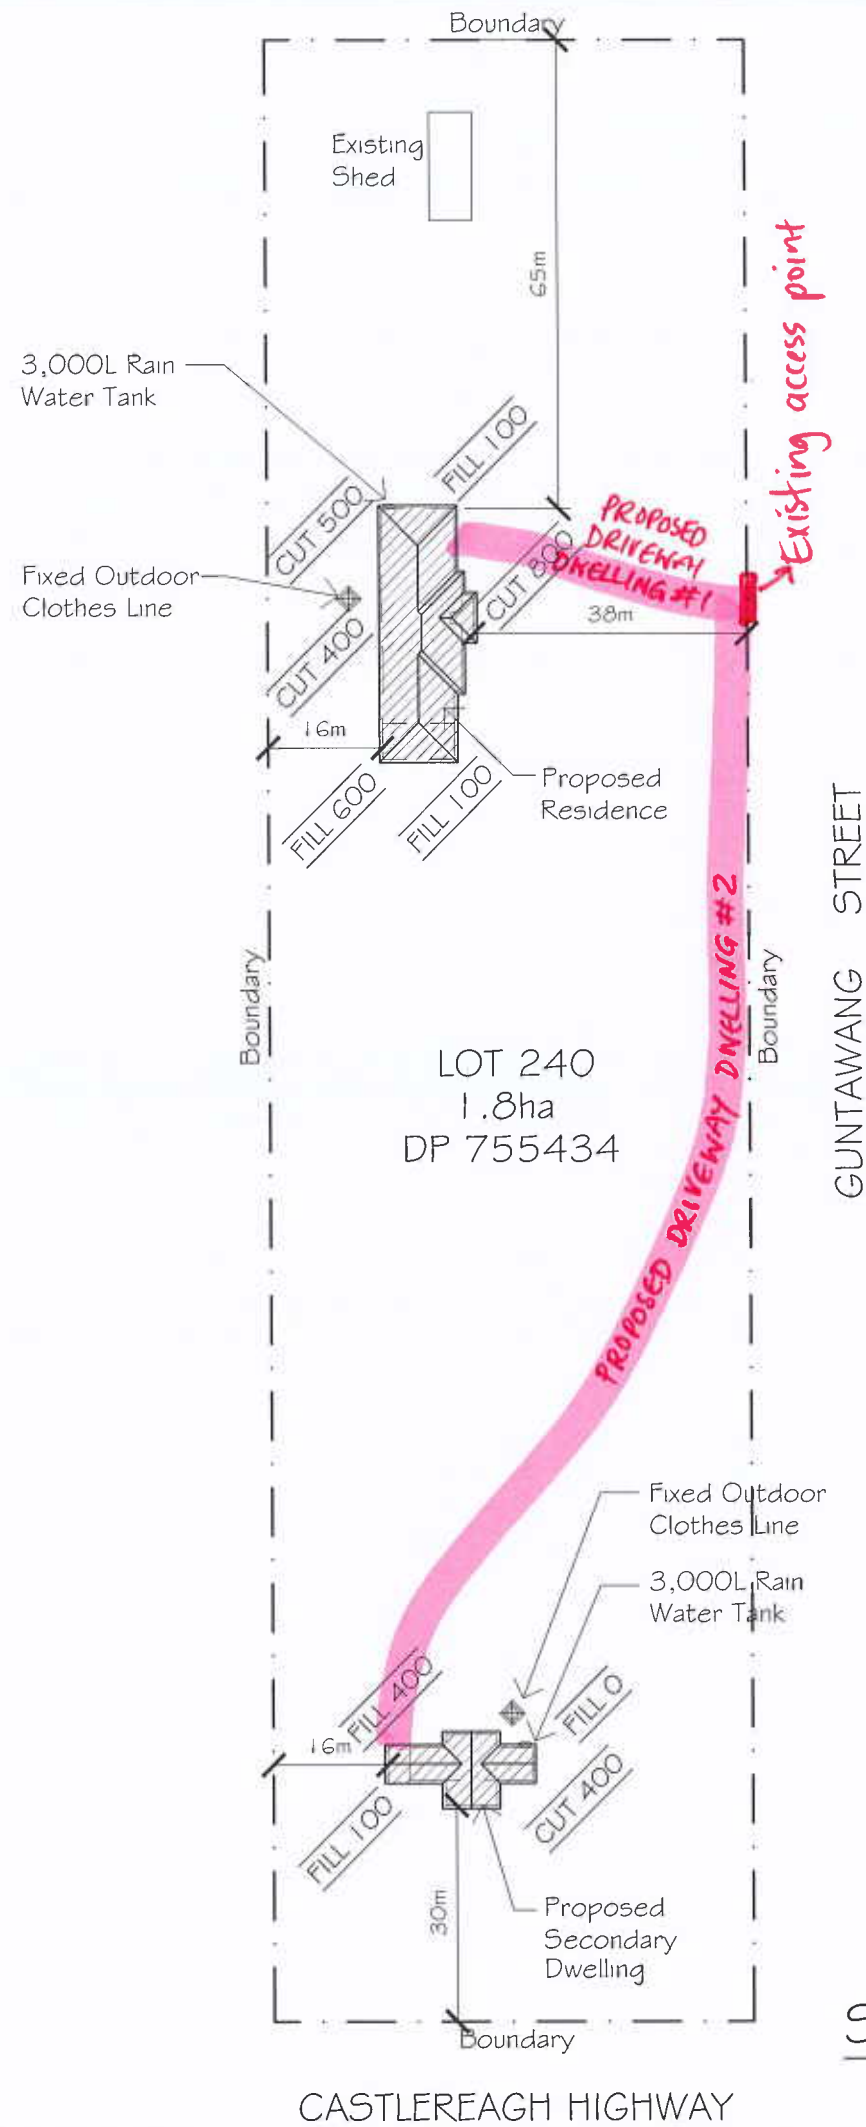 Boundary
Existing
Shed
65m
Existing access point
3,000L Rain
Water Tank
FILL 100
CUT 500
PROPOSED
DRIVEWAY
DWELLING #1
CUT 800
Fixed Outdoor
Clothes Line
38m
CUT 400
16m
FILL 600
FILL 100
Proposed
Residence
GUNTAWANG STREET
PROPOSED DRIVEWAY DWELLING #2
Boundary
Boundary
LOT 240
1.8ha
DP 755434
Fixed Outdoor
Clothes Line
3,000L Rain
Water Tank
FILL 400
FILL 0
16m
CUT 400
FILL 100
30m
Proposed
Secondary
Dwelling
S
Boundary
CASTLEREAGH HIGHWAY